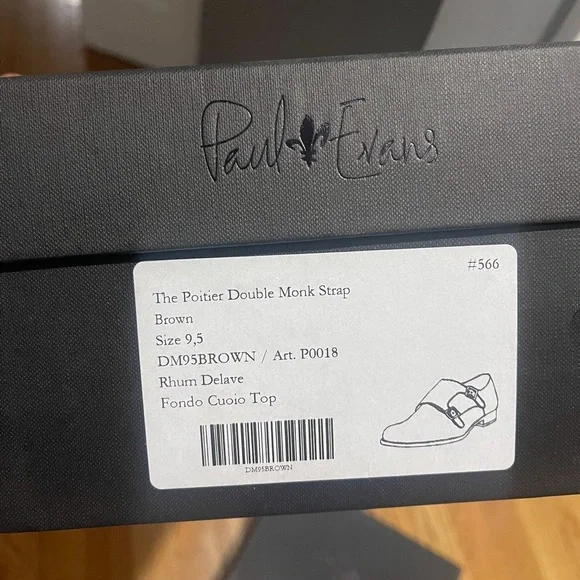 Paul Evans
#566
The Poitier Double Monk Strap
Brown
Size 9,5
DM95BROWN / Art. P0018
Rhum Delave
Fondo Cuoio Top
DM95BROWN